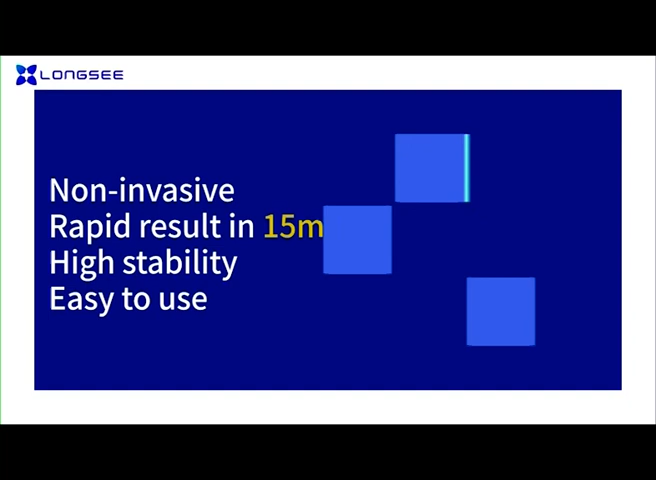 LONGSEE
Non-invasive
Rapid result in 15m
High stability
Easy to use